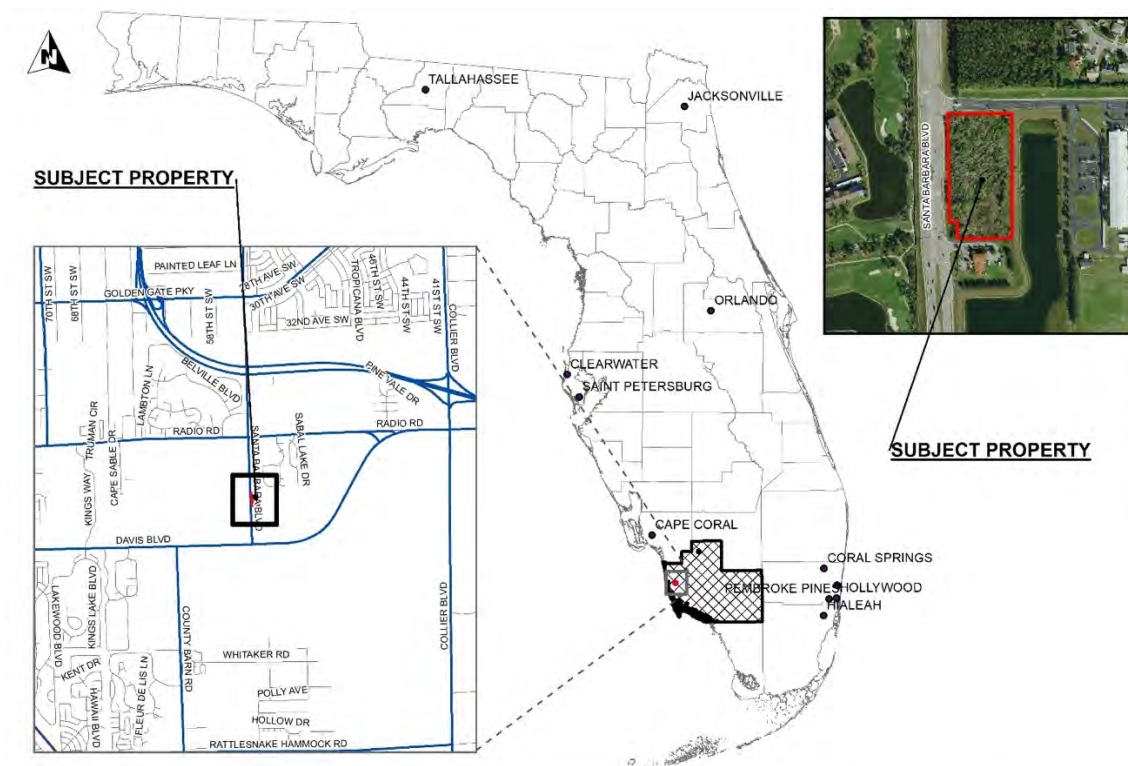 N
TALLAHASSEE
JACKSONVILLE
SUBJECT PROPERTY
SANTA BARBARA BLVD
ORLANDO
CLEARWATER
SAINT PETERSBURG
SUBJECT PROPERTY
CAPE CORAL
CORAL SPRINGS
PEMBROKE PINES
HOLLYWOOD
HIALEAH
70TH ST SW
68TH ST SW
PAINTED LEAF LN
GOLDEN GATE PKY
58TH ST SW
28TH AVE SW
30TH AVE SW
32ND AVE SW
TROPICANA BLVD
46TH ST SW
44TH ST SW
41ST ST SW
COLLIER BLVD
BELVILLE BLVD
PINE VALE DR
LAMBTON LN
RADIO RD
RADIO RD
TRUMAN CIR
CAPE SABLE DR
KINGS WAY
SANTA BARBARA BLVD
SABAL LAKE DR
DAVIS BLVD
LAKEWOOD BLVD
KINGS LAKE BLVD
COUNTY BARN RD
COLLIER BLVD
WHITAKER RD
KENT DR
HAWAII BLVD
FLEUR DE LIS LN
POLLY AVE
HOLLOW DR
RATTLESNAKE HAMMOCK RD